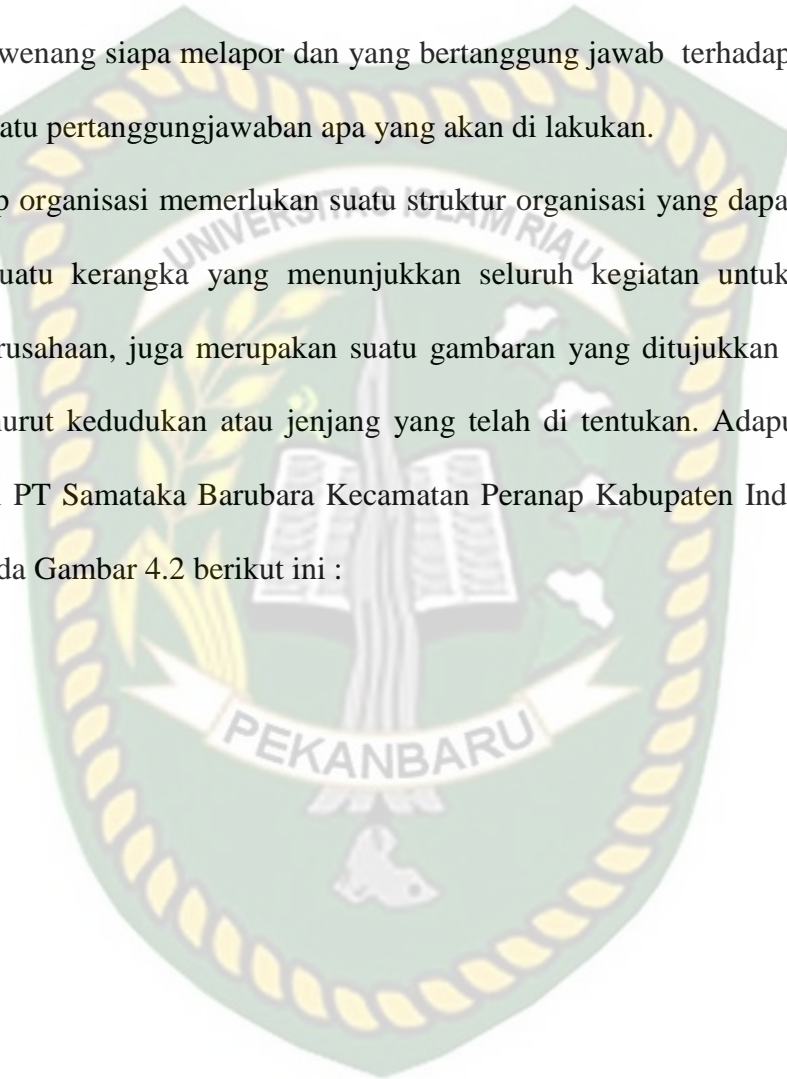 wenang siapa melapor dan yang bertanggung jawab terhadap
atu pertanggungjawaban apa yang akan di lakukan.
p organisasi memerlukan suatu struktur organisasi yang dapa
UNIVERSITAS ISLAM RIAU
uatu kerangka yang menunjukkan seluruh kegiatan untuk
rusahaan, juga merupakan suatu gambaran yang ditujukkan
nurut kedudukan atau jenjang yang telah di tentukan. Adapu
PT Samataka Barubara Kecamatan Peranap Kabupaten Ind
da Gambar 4.2 berikut ini :
PEKANBARU